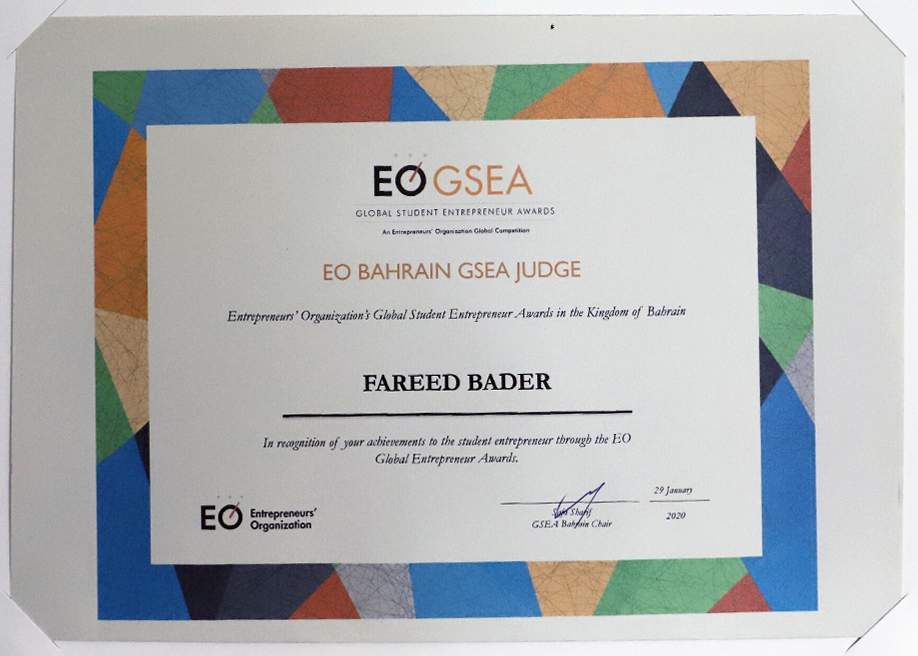 EO GSEA
GLOBAL STUDENT ENTREPRENEUR AWARDS
An Entrepreneurs' Organization Global Competition
EO BAHRAIN GSEA JUDGE
Entrepreneurs' Organization's Global Student Entrepreneur Awards in the Kingdom of Bahrain
FAREED BADER
In recognition of your achievements to the student entrepreneur through the EO
Global Entrepreneur Awards.
EO Entrepreneurs'
Organization
Sharif
GSEA Bahrain Chair
29 January
2020